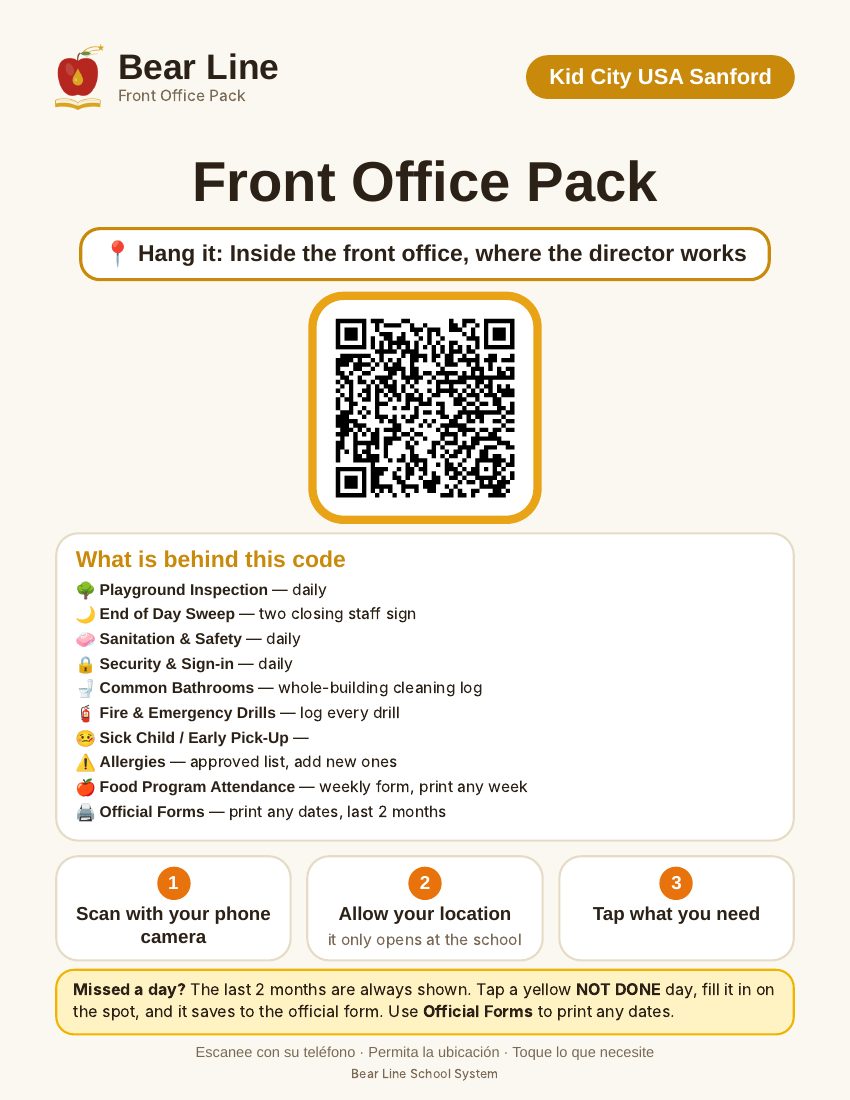 Bear Line
Front Office Pack
Kid City USA Sanford
Front Office Pack
📍 Hang it: Inside the front office, where the director works
What is behind this code
🌳 Playground Inspection — daily
🌙 End of Day Sweep — two closing staff sign
🧼 Sanitation & Safety — daily
🔒 Security & Sign-in — daily
🚽 Common Bathrooms — whole-building cleaning log
🧯 Fire & Emergency Drills — log every drill
🤒 Sick Child / Early Pick-Up —
⚠️ Allergies — approved list, add new ones
🍎 Food Program Attendance — weekly form, print any week
🖨️ Official Forms — print any dates, last 2 months
1
Scan with your phone
camera
2
Allow your location
it only opens at the school
3
Tap what you need
Missed a day? The last 2 months are always shown. Tap a yellow NOT DONE day, fill it in on
the spot, and it saves to the official form. Use Official Forms to print any dates.
Escanee con su teléfono · Permita la ubicación · Toque lo que necesite
Bear Line School System